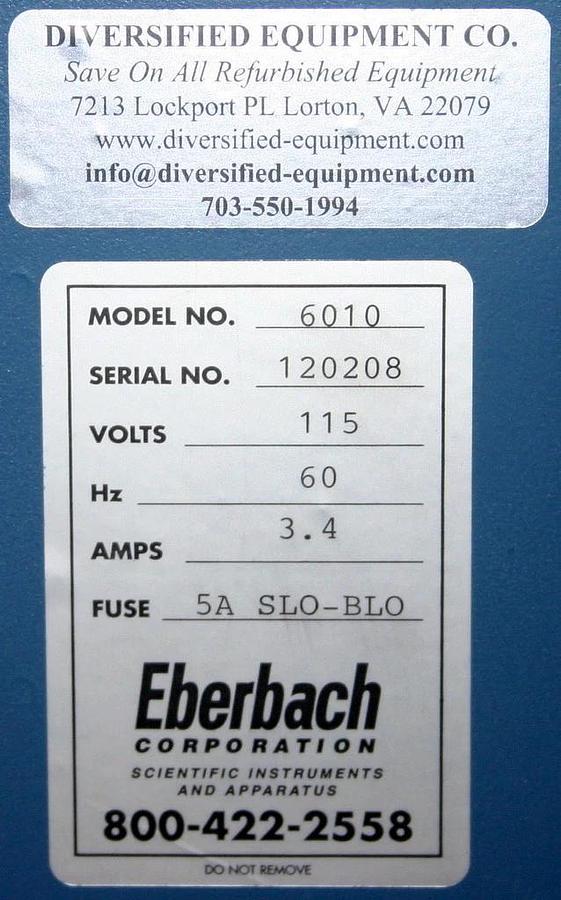 DIVERSIFIED EQUIPMENT CO.
Save On All Refurbished Equipment
7213 Lockport PL Lorton, VA 22079
www.diversified-equipment.com
info@diversified-equipment.com
703-550-1994
MODEL NO. 6010
SERIAL NO. 120208
VOLTS 115
Hz 60
AMPS 3.4
FUSE 5A SLO-BLO
Eberbach
CORPORATION
SCIENTIFIC INSTRUMENTS
AND APPARATUS
800-422-2558
DO NOT REMOVE